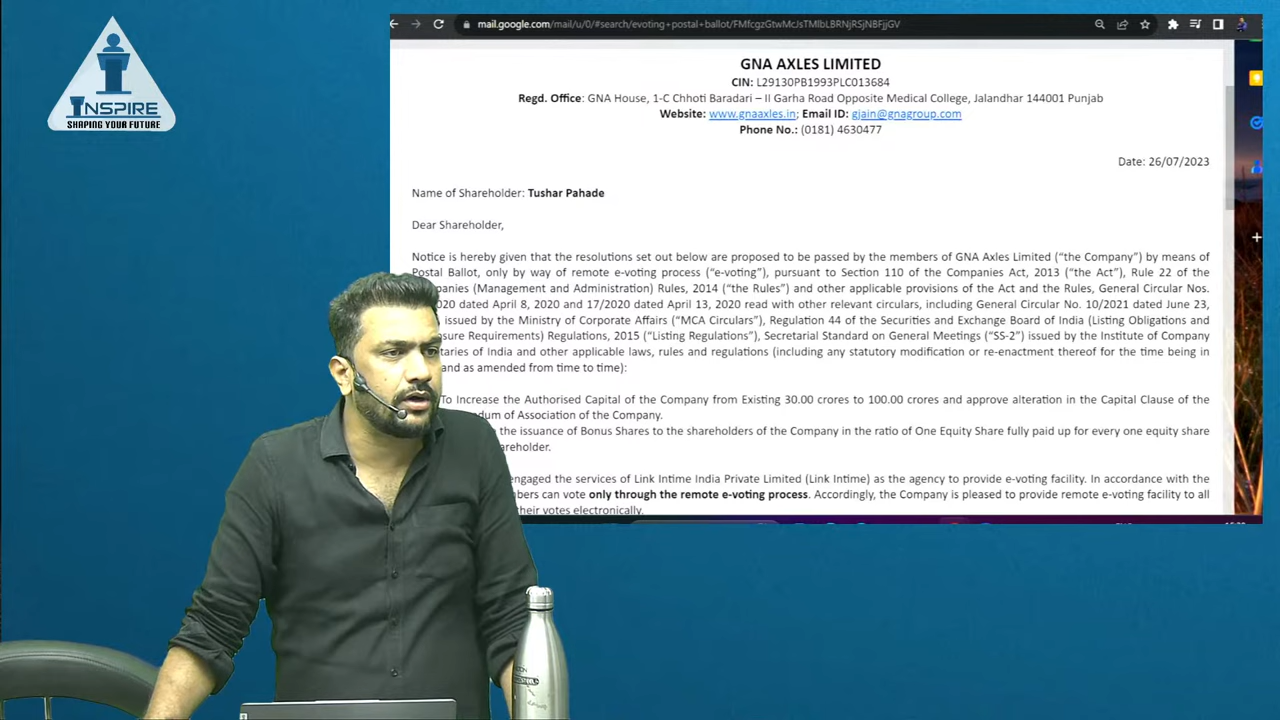 INSPIRE
SHAPING YOUR FUTURE
mail.google.com/mail/u/0/#search/evoting+postal+ballot/FMfcgzGtwMcJsTMlbLBRNjRSjNBFjjGV
GNA AXLES LIMITED
CIN: L29130PB1993PLC013684
Regd. Office: GNA House, 1-C Chhoti Baradari – II Garha Road Opposite Medical College, Jalandhar 144001 Punjab
Website: www.gnaaxles.in; Email ID: gjain@gnagroup.com
Phone No.: (0181) 4630477
Date: 26/07/2023
Name of Shareholder: Tushar Pahade
Dear Shareholder,
Notice is hereby given that the resolutions set out below are proposed to be passed by the members of GNA Axles Limited (“the Company”) by means of
Postal Ballot, only by way of remote e-voting process (“e-voting”), pursuant to Section 110 of the Companies Act, 2013 (“the Act”), Rule 22 of the
panies (Management and Administration) Rules, 2014 (“the Rules”) and other applicable provisions of the Act and the Rules, General Circular Nos.
020 dated April 8, 2020 and 17/2020 dated April 13, 2020 read with other relevant circulars, including General Circular No. 10/2021 dated June 23,
issued by the Ministry of Corporate Affairs (“MCA Circulars”), Regulation 44 of the Securities and Exchange Board of India (Listing Obligations and
sure Requirements) Regulations, 2015 (“Listing Regulations”), Secretarial Standard on General Meetings (“SS-2”) issued by the Institute of Company
taries of India and other applicable laws, rules and regulations (including any statutory modification or re-enactment thereof for the time being in
and as amended from time to time):
To Increase the Authorised Capital of the Company from Existing 30.00 crores to 100.00 crores and approve alteration in the Capital Clause of the
dum of Association of the Company.
the issuance of Bonus Shares to the shareholders of the Company in the ratio of One Equity Share fully paid up for every one equity share
areholder.
engaged the services of Link Intime India Private Limited (Link Intime) as the agency to provide e-voting facility. In accordance with the
bers can vote only through the remote e-voting process. Accordingly, the Company is pleased to provide remote e-voting facility to all
their votes electronically.